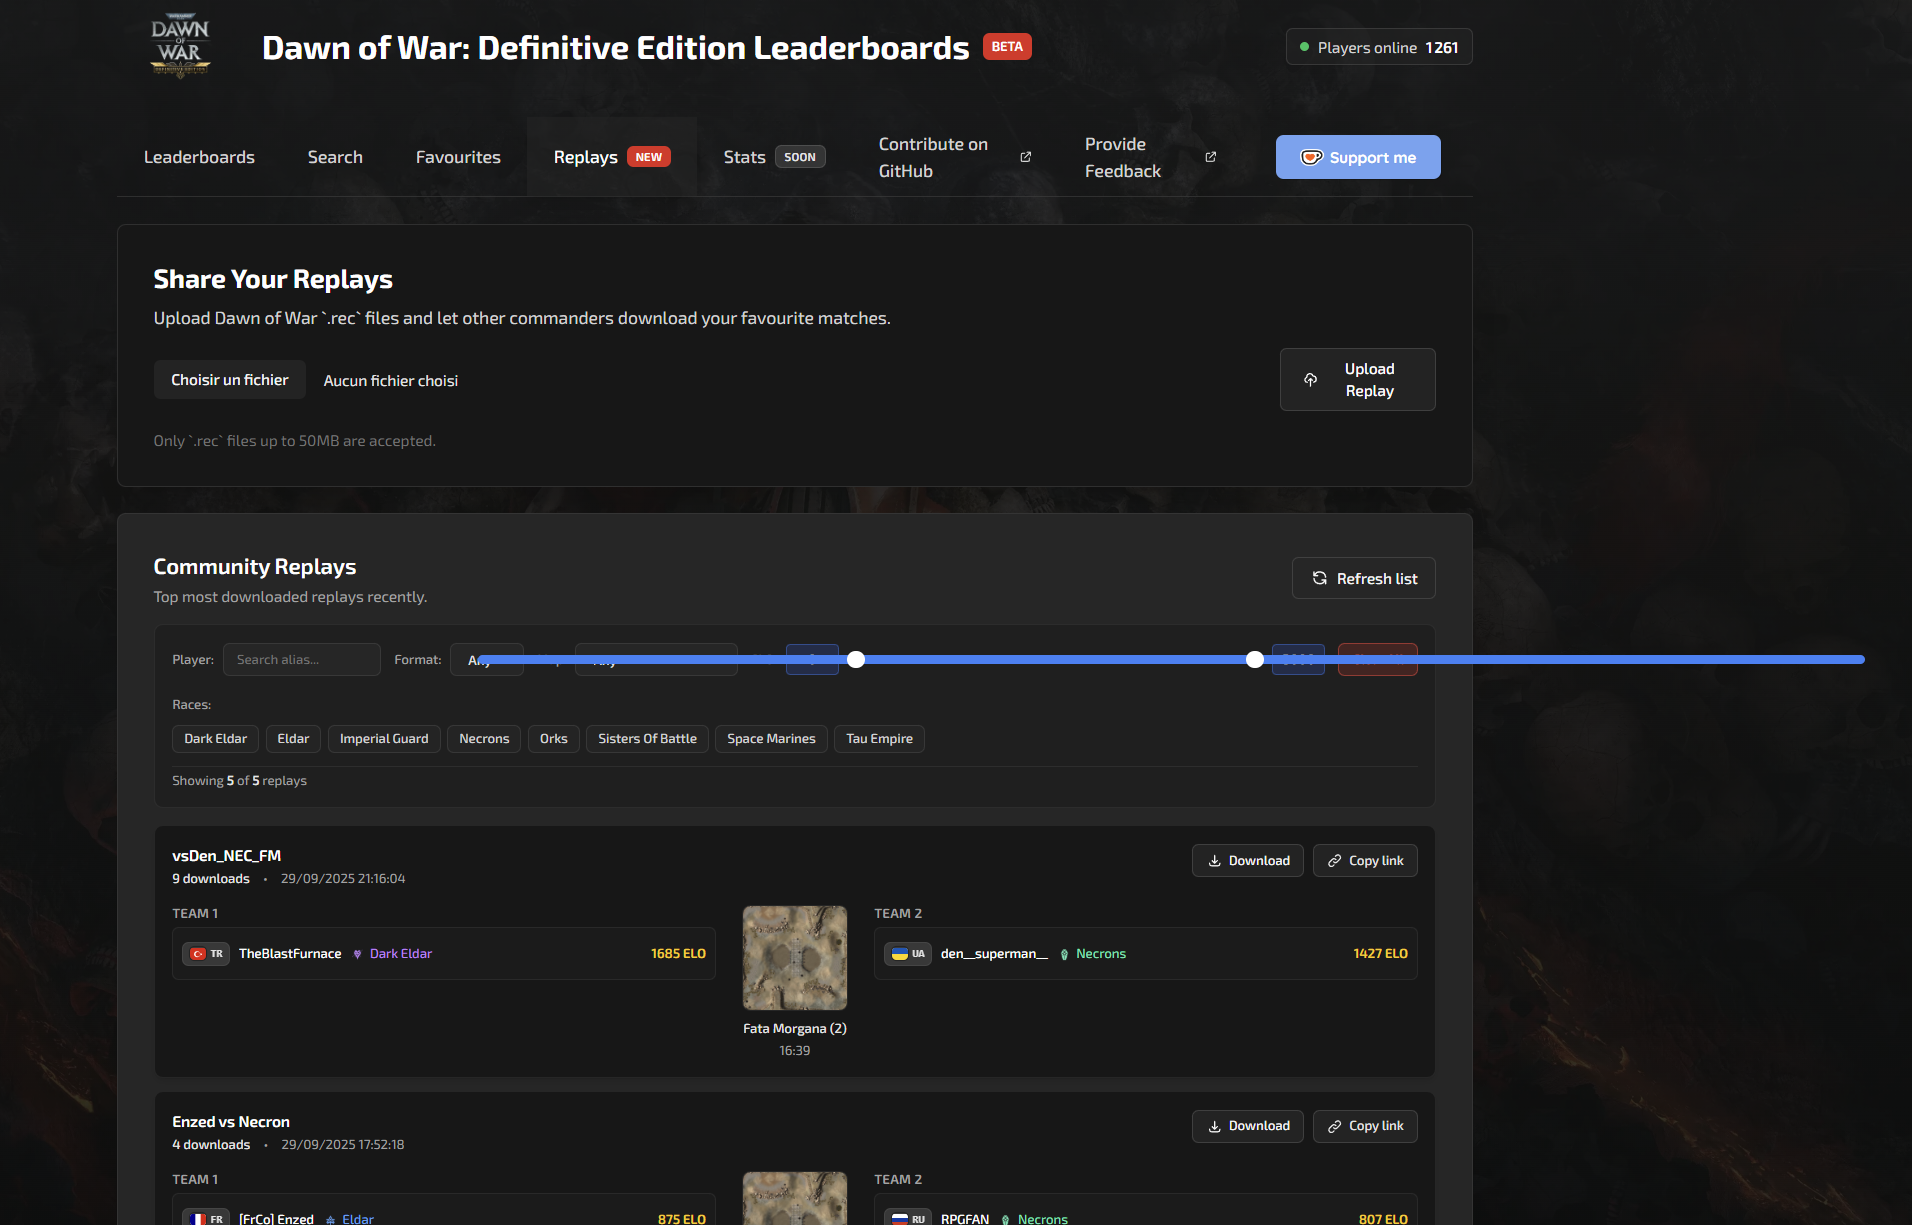 DAWN
OF
WAR
DEFINITIVE EDITION
Dawn of War: Definitive Edition Leaderboards BETA
Players online 1261
Leaderboards
Search
Favourites
Replays NEW
Stats SOON
Contribute on
GitHub
Provide
Feedback
Support me
Share Your Replays
Upload Dawn of War `.rec` files and let other commanders download your favourite matches.
Choisir un fichier
Aucun fichier choisi
Upload
Replay
Only `.rec` files up to 50MB are accepted.
Community Replays
Top most downloaded replays recently.
Refresh list
Player: Search alias... Format: Any Any
Races:
Dark Eldar Eldar Imperial Guard Necrons Orks Sisters Of Battle Space Marines Tau Empire
Showing 5 of 5 replays
vsDen_NEC_FM
9 downloads • 29/09/2025 21:16:04
Download
Copy link
TEAM 1
TR TheBlastFurnace Dark Eldar 1685 ELO
Fata Morgana (2)
16:39
TEAM 2
UA den__superman__ Necrons 1427 ELO
Enzed vs Necron
4 downloads • 29/09/2025 17:52:18
Download
Copy link
TEAM 1
FR [FrCo] Enzed Eldar 875 ELO
TEAM 2
RU RPGFAN Necrons 807 ELO